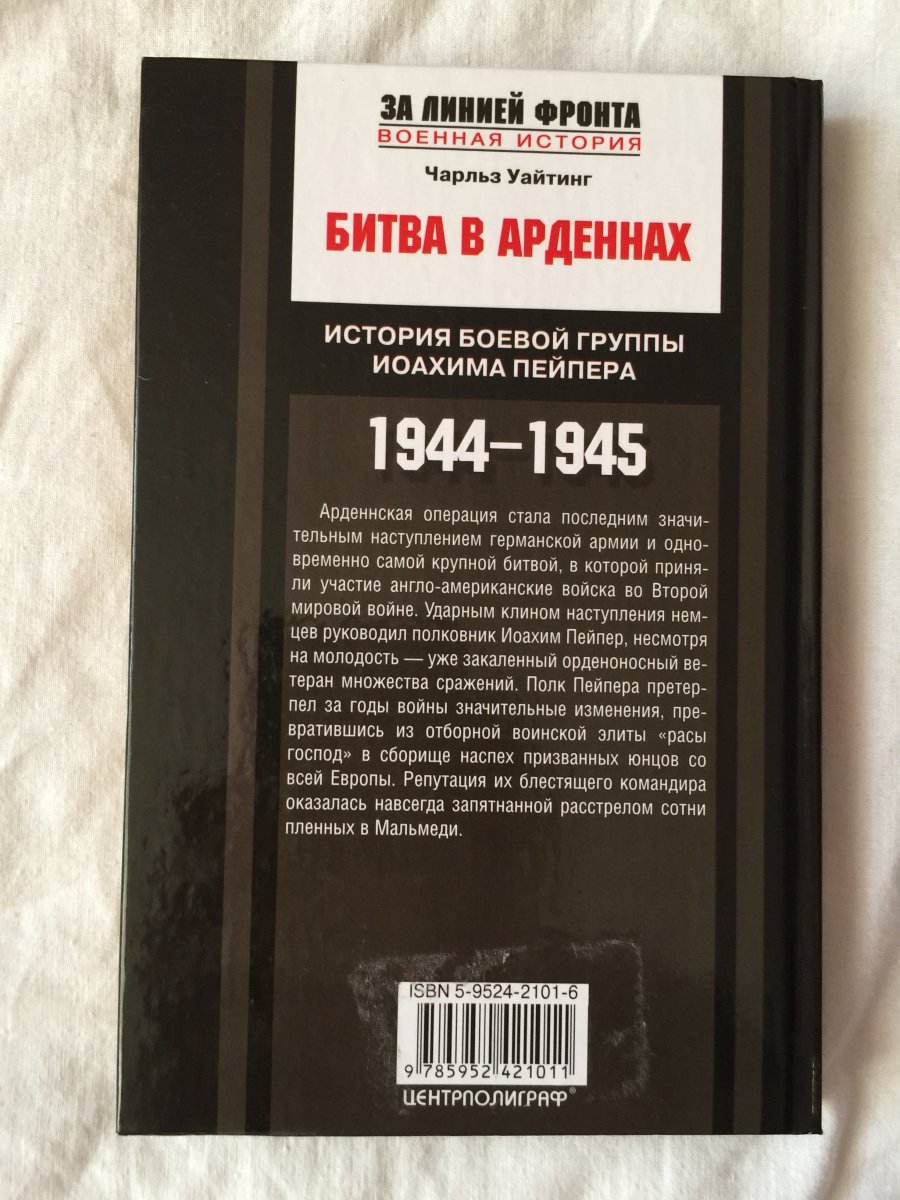 ЗА ЛИНИЕЙ ФРОНТА
ВОЕННАЯ ИСТОРИЯ
Чарльз Уайтинг
БИТВА В АРДЕННАХ
ИСТОРИЯ БОЕВОЙ ГРУППЫ
ИОАХИМА ПЕЙПЕРА
1944–1945
Арденнская операция стала последним значи-
тельным наступлением германской армии и одно-
временно самой крупной битвой, в которой приня-
ли участие англо-американские войска во Второй
мировой войне. Ударным клином наступления нем-
цев руководил полковник Иоахим Пейпер, несмотря
на молодость — уже закаленный орденоносный ве-
теран множества сражений. Полк Пейпера претер-
пел за годы войны значительные изменения, пре-
вратившись из отборной воинской элиты «расы
господ» в сборище наспех призванных юнцов со
всей Европы. Репутация их блестящего командира
оказалась навсегда запятнанной расстрелом сотни
пленных в Мальмеди.
ISBN 5-9524-2101-6
9 785952 421011
ЦЕНТРПОЛИГРАФ®